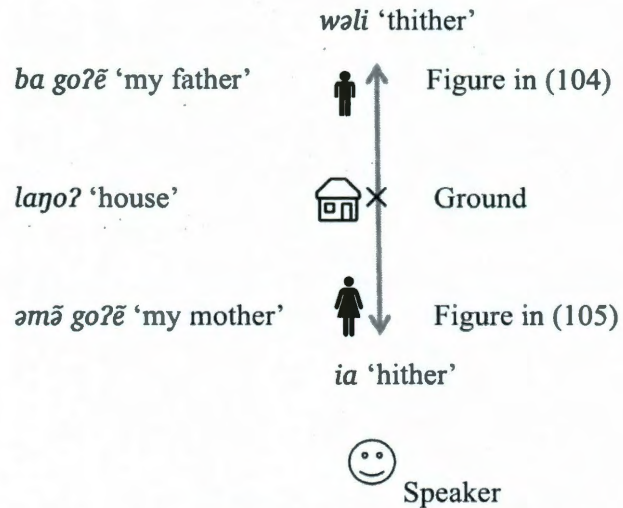 wəli ‘thither’
ba goʔẽ ‘my father’ Figure in (104)
laŋoʔ ‘house’ Ground
əmə̃ goʔẽ ‘my mother’ Figure in (105)
ia ‘hither’
Speaker